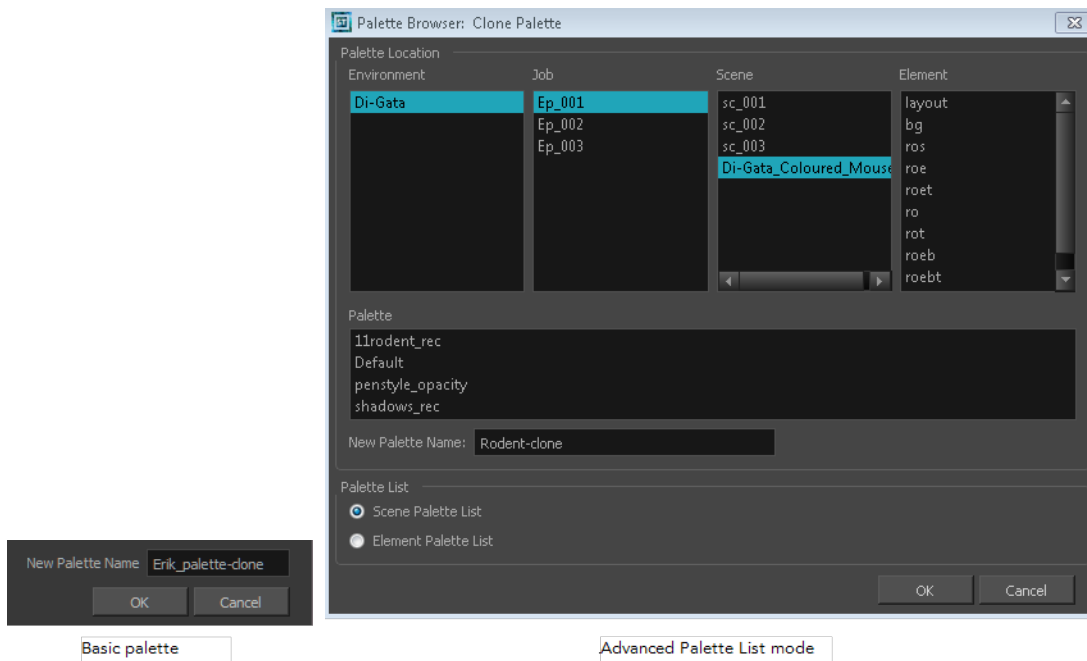 Palette Browser: Clone Palette
Palette Location
Environment Job Scene Element
Di-Gata Ep_001 sc_001 layout
Ep_002 sc_002 bg
Ep_003 sc_003 ros
Di-Gata_Coloured_Mouse roe
roet
ro
rot
roeb
roebt
Palette
11rodent_rec
Default
penstyle_opacity
shadows_rec
New Palette Name: Rodent-clone
Palette List
Scene Palette List
Element Palette List
OK Cancel
New Palette Name Erik_palette-clone
OK Cancel
Basic palette
Advanced Palette List mode